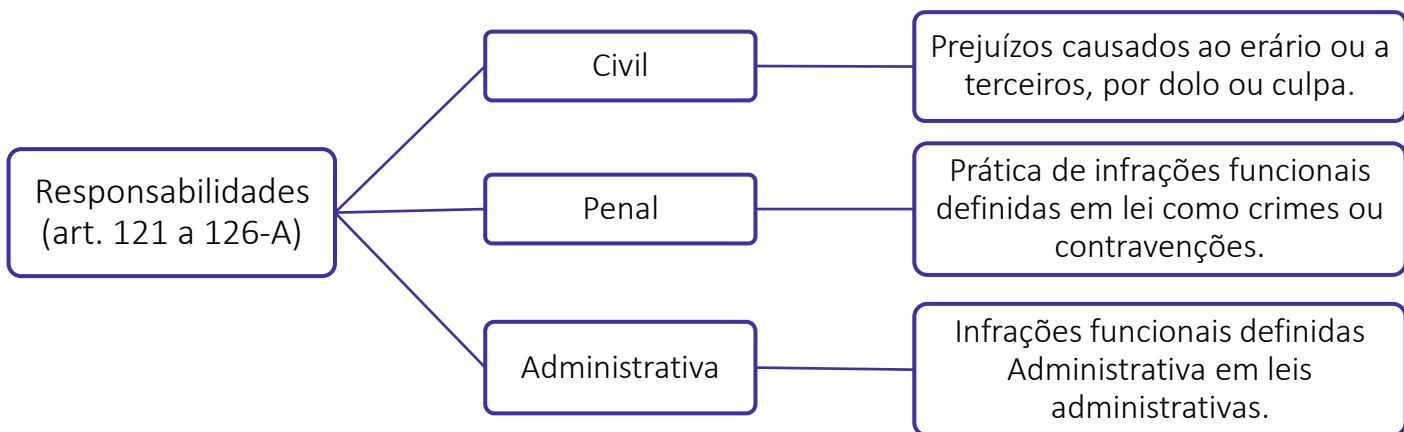 Responsabilidades
(art. 121 a 126-A)
Civil
Prejuízos causados ao erário ou a
terceiros, por dolo ou culpa.
Penal
Prática de infrações funcionais
definidas em lei como crimes ou
contravenções.
Administrativa
Infrações funcionais definidas
Administrativa em leis
administrativas.